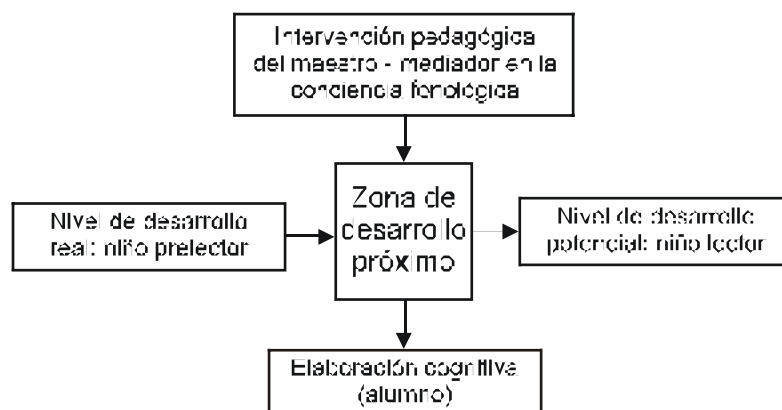 Intervención pedagógica
del maestro - mediador en la
conciencia fonológica
Zona de
desarrollo
próximo
Nivel de desarrollo
real: niño prelector
Nivel de desarrollo
potencial: niño lector
Elaboración cognitiva
(alumno)